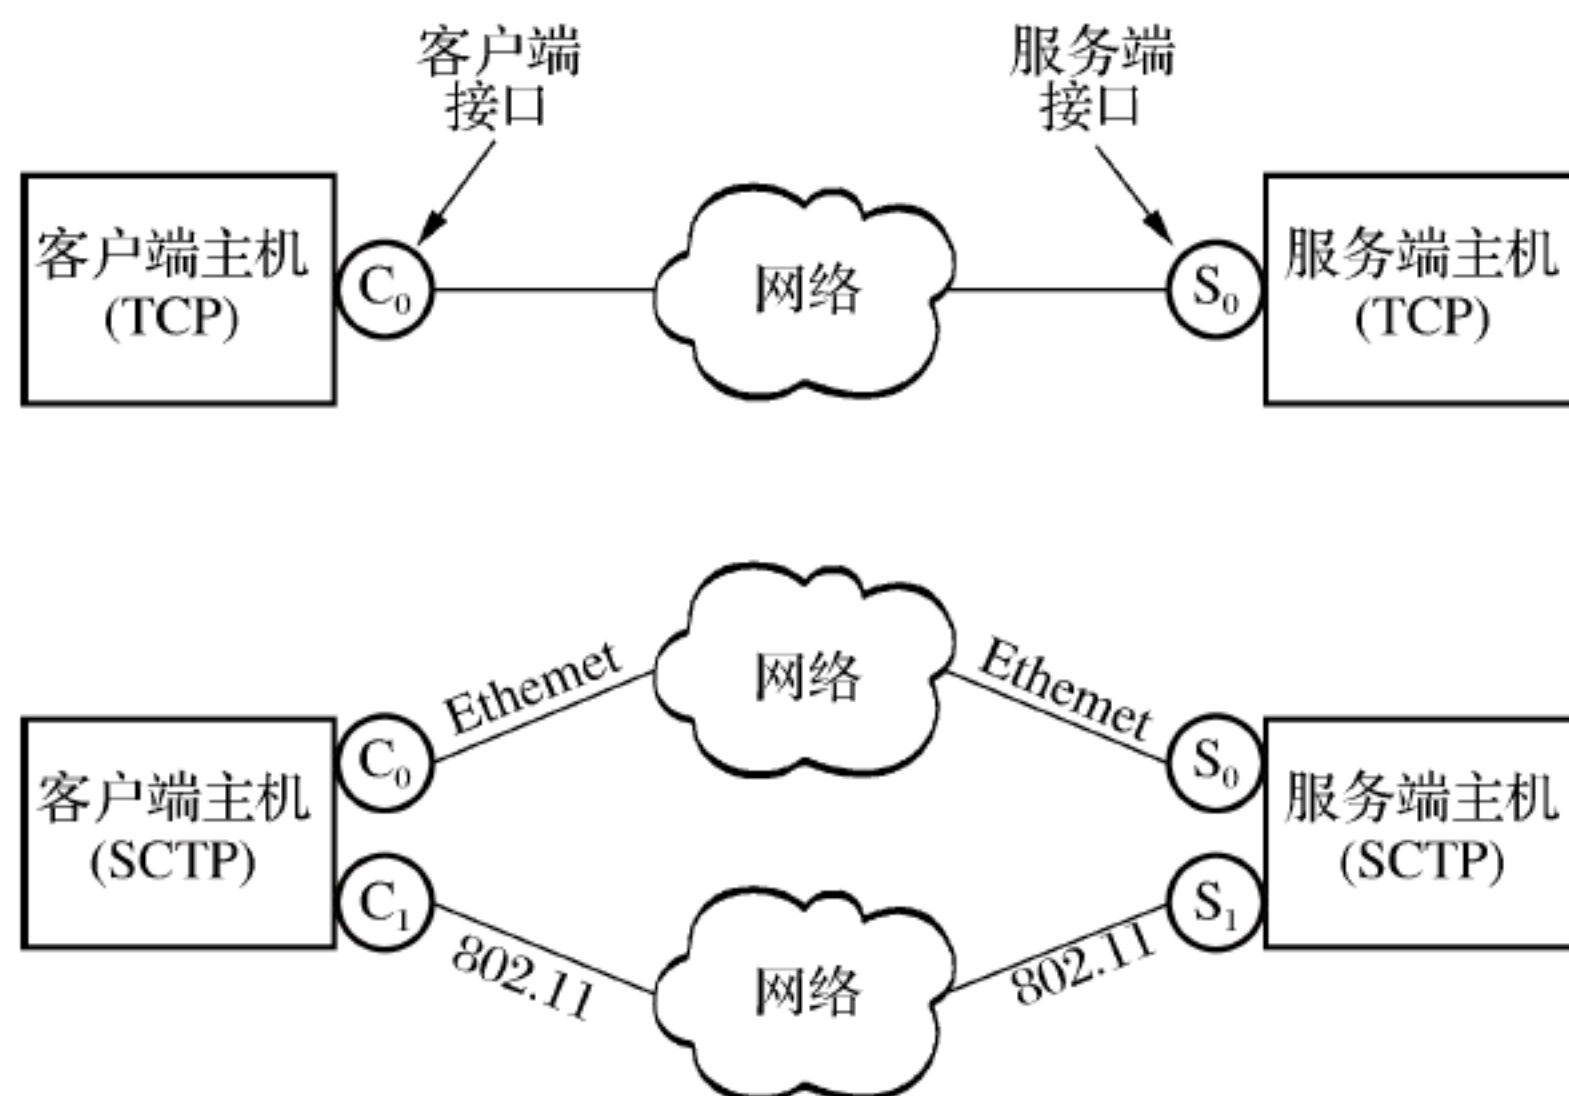 客户端
接口
服务端
接口
客户端主机
(TCP)
C₀
网络
S₀
服务端主机
(TCP)
Ethemet
网络
Ethemet
客户端主机
(SCTP)
C₀
S₀
服务端主机
(SCTP)
C₁
S₁
802.11
网络
802.11